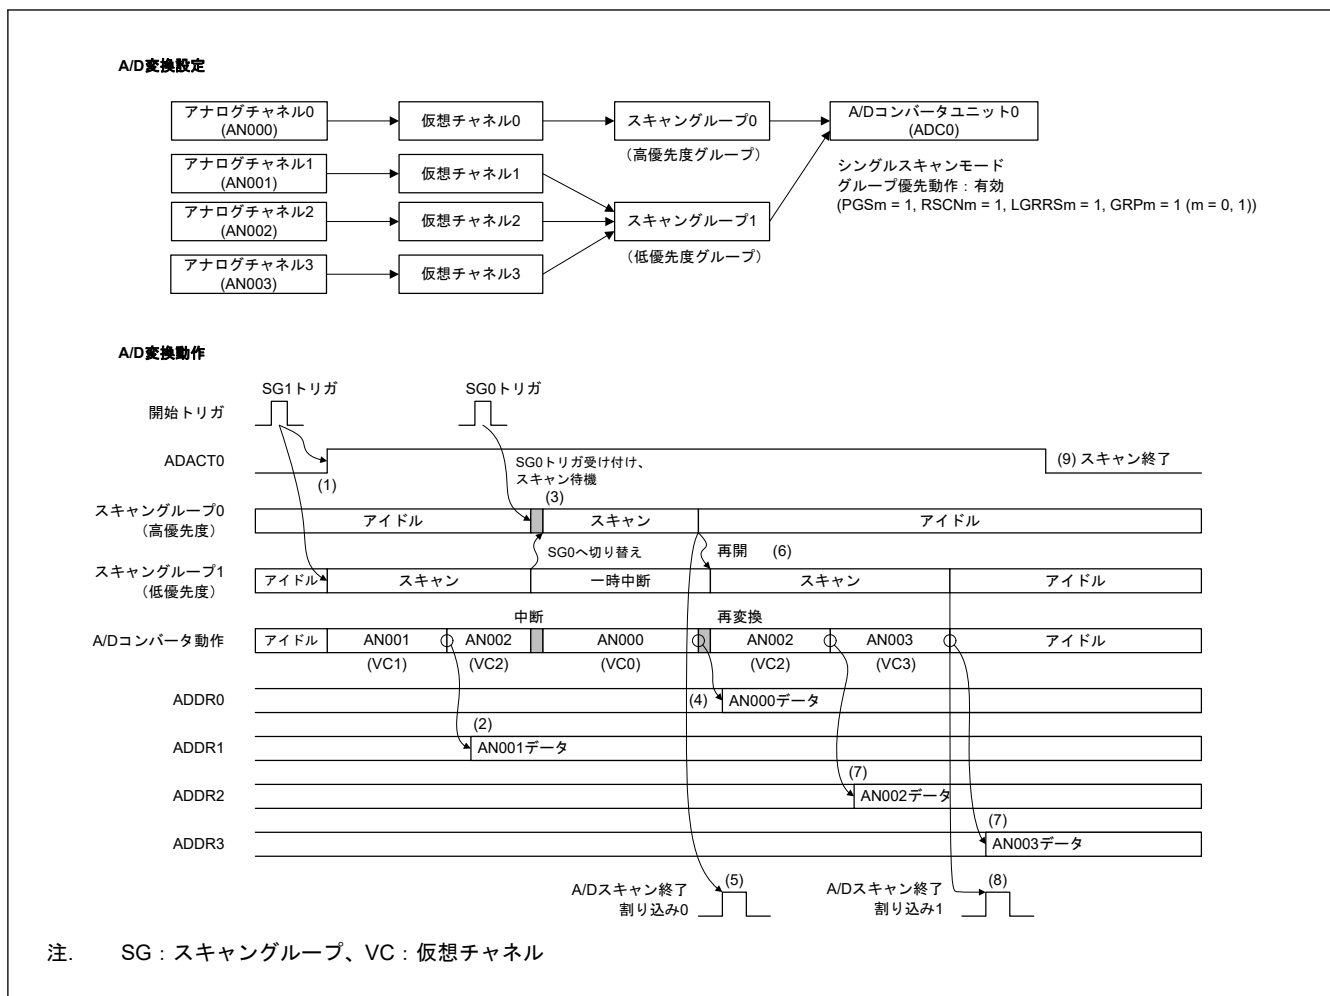 A/D変換設定
アナログチャネル0
(AN000)
仮想チャネル0
スキャングループ0
(高優先度グループ)
A/Dコンバータユニット0
(ADC0)
アナログチャネル1
(AN001)
仮想チャネル1
シングルスキャンモード
グループ優先動作：有効
(PGSm = 1, RSCNm = 1, LGRRSm = 1, GRPm = 1 (m = 0, 1))
アナログチャネル2
(AN002)
仮想チャネル2
スキャングループ1
(低優先度グループ)
アナログチャネル3
(AN003)
仮想チャネル3
A/D変換動作
SG1トリガ
SG0トリガ
開始トリガ
ADACT0
(1)
SG0トリガ受け付け、
スキャン待機
(3)
(9) スキャン終了
スキャングループ0
(高優先度)
アイドル
スキャン
アイドル
SG0へ切り替え
再開
(6)
スキャングループ1
(低優先度)
アイドル
スキャン
一時中断
スキャン
アイドル
中断
再変換
A/Dコンバータ動作
アイドル
AN001
AN002
AN000
AN002
AN003
アイドル
(VC1)
(VC2)
(VC0)
(VC2)
(VC3)
ADDR0
(4)
AN000データ
(2)
ADDR1
AN001データ
(7)
ADDR2
AN002データ
(7)
ADDR3
AN003データ
A/Dスキャン終了
割り込み0
(5)
A/Dスキャン終了
割り込み1
(8)
注. SG：スキャングループ、VC：仮想チャネル